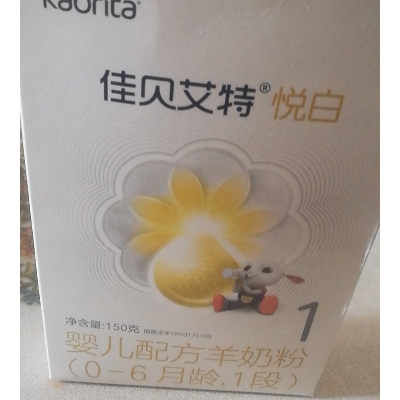 Kabrita
佳贝艾特®悦白
净含量:150克
1
婴儿配方羊奶粉
(0-6月龄,1段)